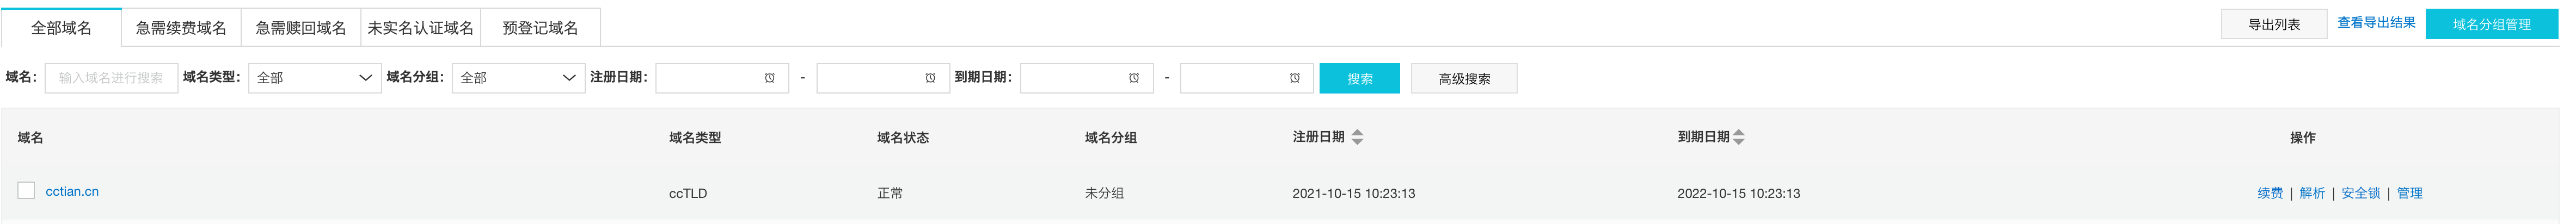 全部域名 急需续费域名 急需赎回域名 未实名认证域名 预登记域名 导出列表 查看导出结果 域名分组管理
域名： 输入域名进行搜索 域名类型： 全部 域名分组： 全部 注册日期： - 到期日期： - 搜索 高级搜索
域名 域名类型 域名状态 域名分组 注册日期 到期日期 操作
cctian.cn ccTLD 正常 未分组 2021-10-15 10:23:13 2022-10-15 10:23:13 续费 | 解析 | 安全锁 | 管理